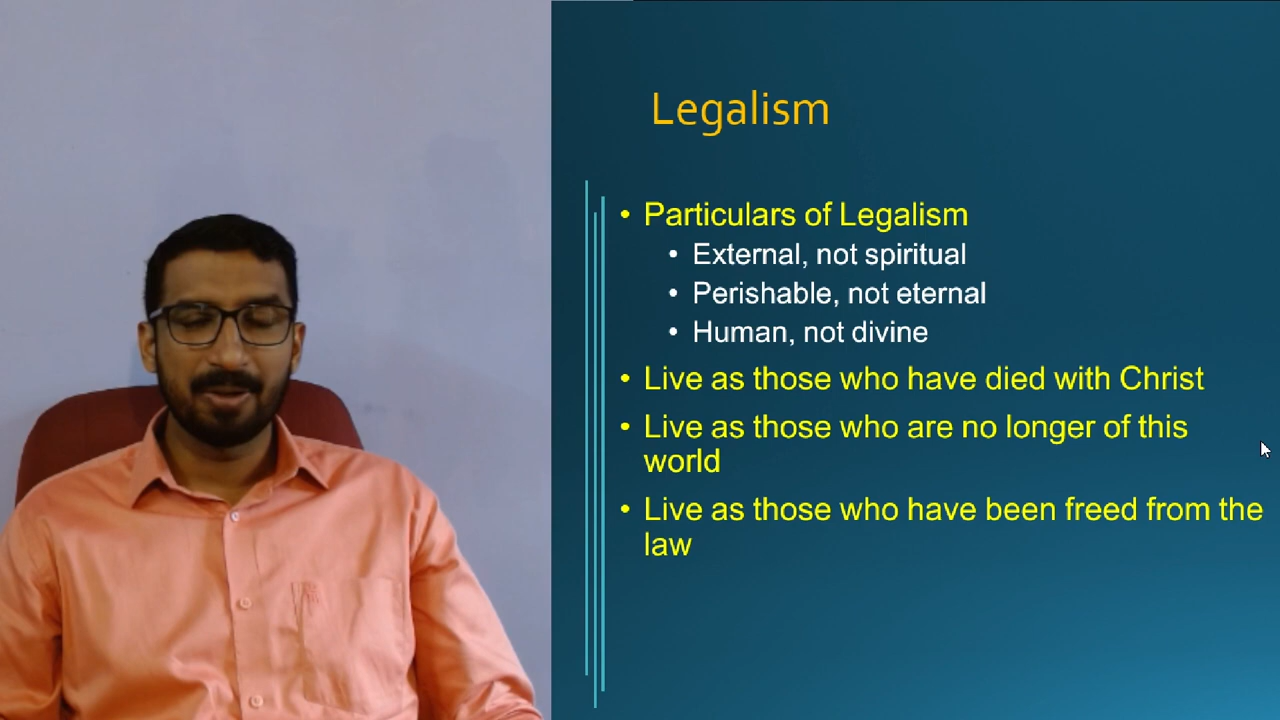 Legalism
• Particulars of Legalism
• External, not spiritual
• Perishable, not eternal
• Human, not divine
• Live as those who have died with Christ
• Live as those who are no longer of this
world
• Live as those who have been freed from the
law